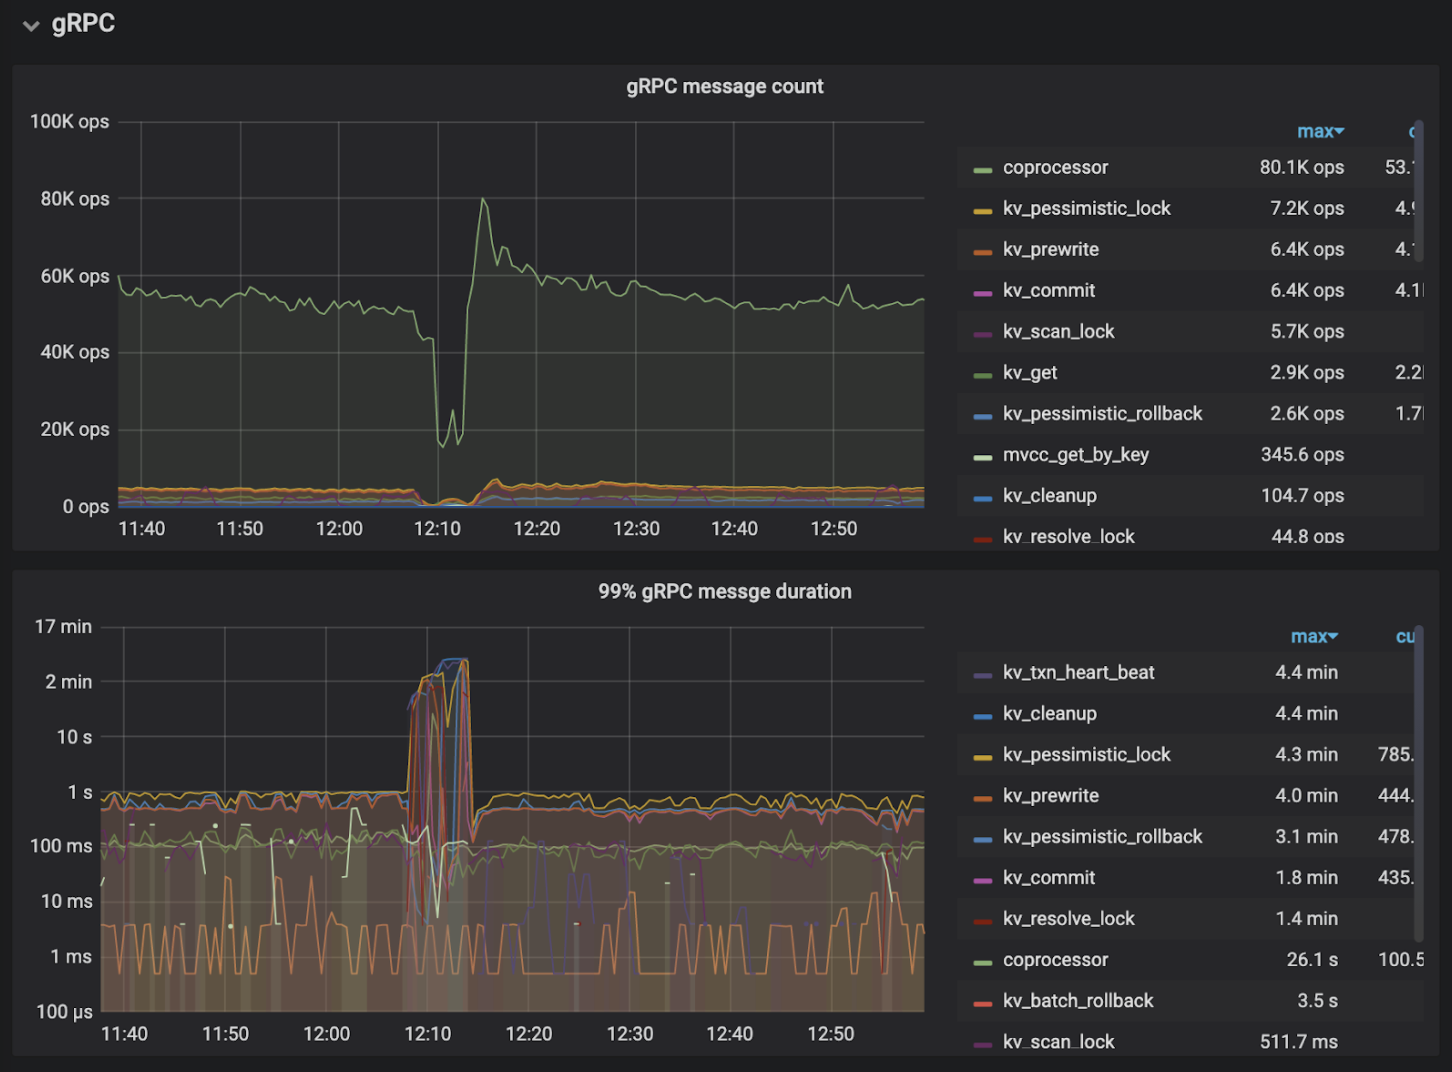 gRPC
gRPC message count
100K ops
80K ops
60K ops
40K ops
20K ops
0 ops
11:40 11:50 12:00 12:10 12:20 12:30 12:40 12:50
max
coprocessor 80.1K ops 53.
kv_pessimistic_lock 7.2K ops 4.
kv_prewrite 6.4K ops 4.
kv_commit 6.4K ops 4.1
kv_scan_lock 5.7K ops
kv_get 2.9K ops 2.2
kv_pessimistic_rollback 2.6K ops 1.7
mvcc_get_by_key 345.6 ops
kv_cleanup 104.7 ops
kv_resolve_lock 44.8 ops
99% gRPC messge duration
17 min
2 min
10 s
1 s
100 ms
10 ms
1 ms
100 µs
11:40 11:50 12:00 12:10 12:20 12:30 12:40 12:50
max cu
kv_txn_heart_beat 4.4 min
kv_cleanup 4.4 min
kv_pessimistic_lock 4.3 min 785.
kv_prewrite 4.0 min 444.
kv_pessimistic_rollback 3.1 min 478.
kv_commit 1.8 min 435.
kv_resolve_lock 1.4 min
coprocessor 26.1 s 100.5
kv_batch_rollback 3.5 s
kv_scan_lock 511.7 ms